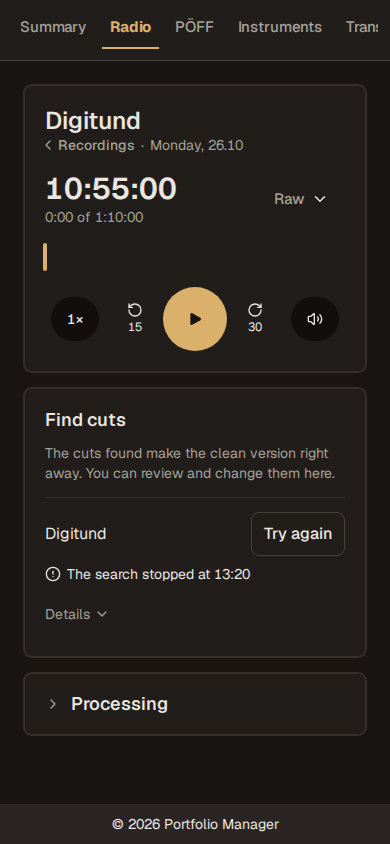 Summary Radio PÖFF Instruments Trans
Digitund
Recordings · Monday, 26.10
10:55:00
0:00 of 1:10:00
Raw
1×
15
30
Find cuts
The cuts found make the clean version right
away. You can review and change them here.
Digitund
Try again
The search stopped at 13:20
Details
Processing
© 2026 Portfolio Manager